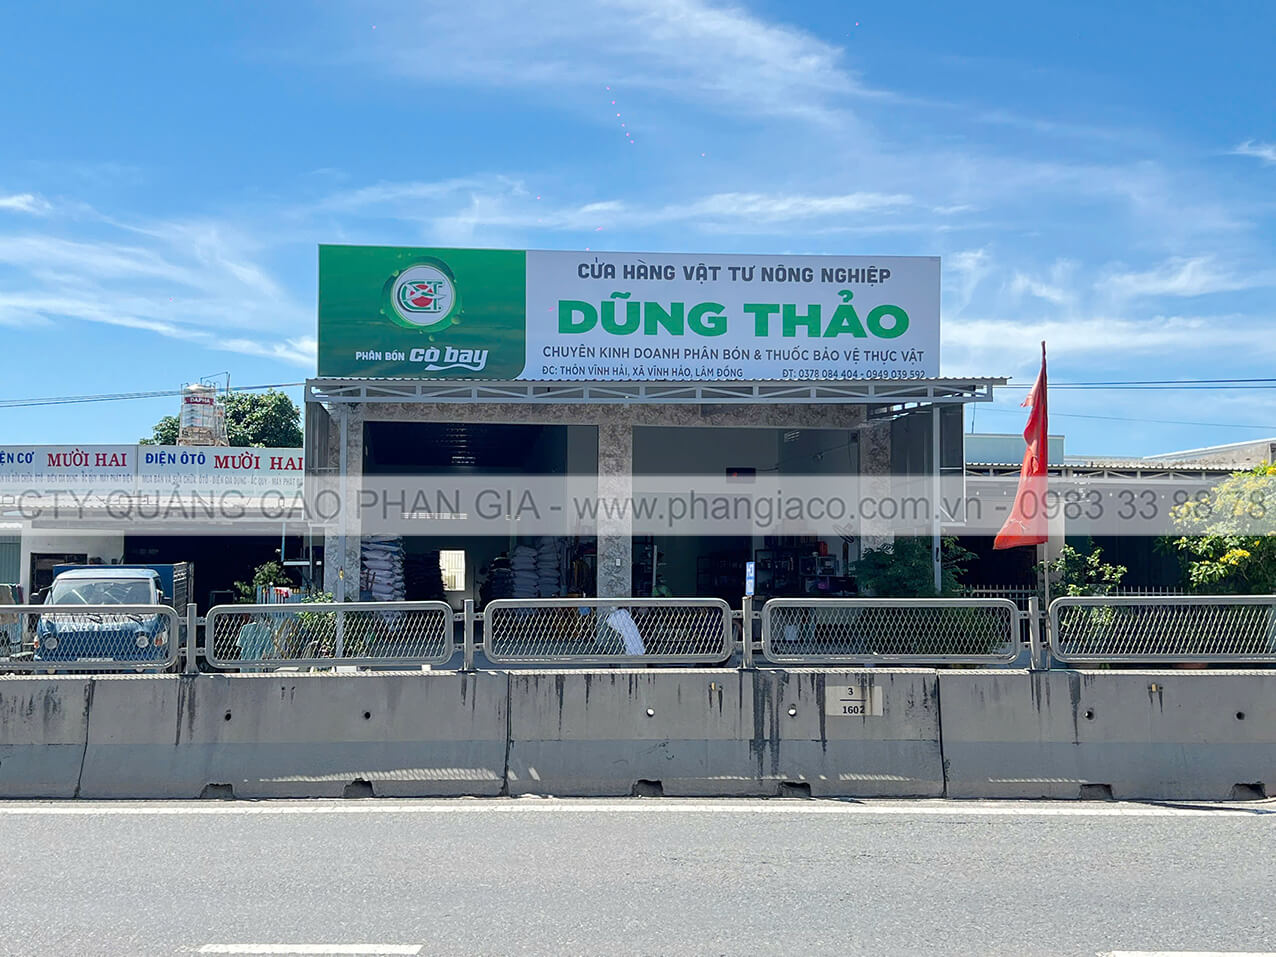 CỬA HÀNG VẬT TƯ NÔNG NGHIỆP
DŨNG THẢO
PHÂN BÓN CÒ BAY
CHUYÊN KINH DOANH PHÂN BÓN & THUỐC BẢO VỆ THỰC VẬT
ĐC: THÔN VĨNH HẢI, XÃ VĨNH HẢO, LÂM ĐỒNG ĐT: 0378 084 404 - 0949 039 592
DAPHA
ỆN CƠ MƯỜI HAI
ĐIỆN ÔTÔ MƯỜI HAI
CTY QUẢNG CÁO PHAN GIA - www.phangiaco.com.vn - 0983 33 88 78
3
1602